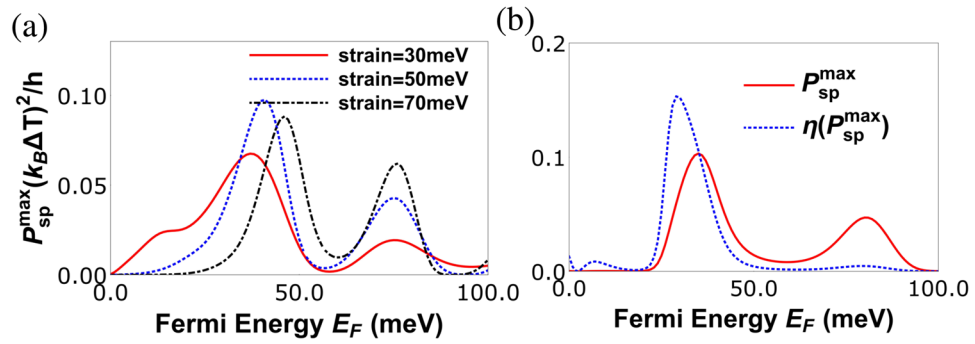 (a)
strain=30meV
strain=50meV
strain=70meV
P_sp^max(k_BΔT)^2/h
0.10
0.05
0.00
0.0
50.0
100.0
Fermi Energy E_F (meV)
(b)
0.2
0.1
0.0
P_sp^max
η(P_sp^max)
0.0
50.0
100.0
Fermi Energy E_F (meV)